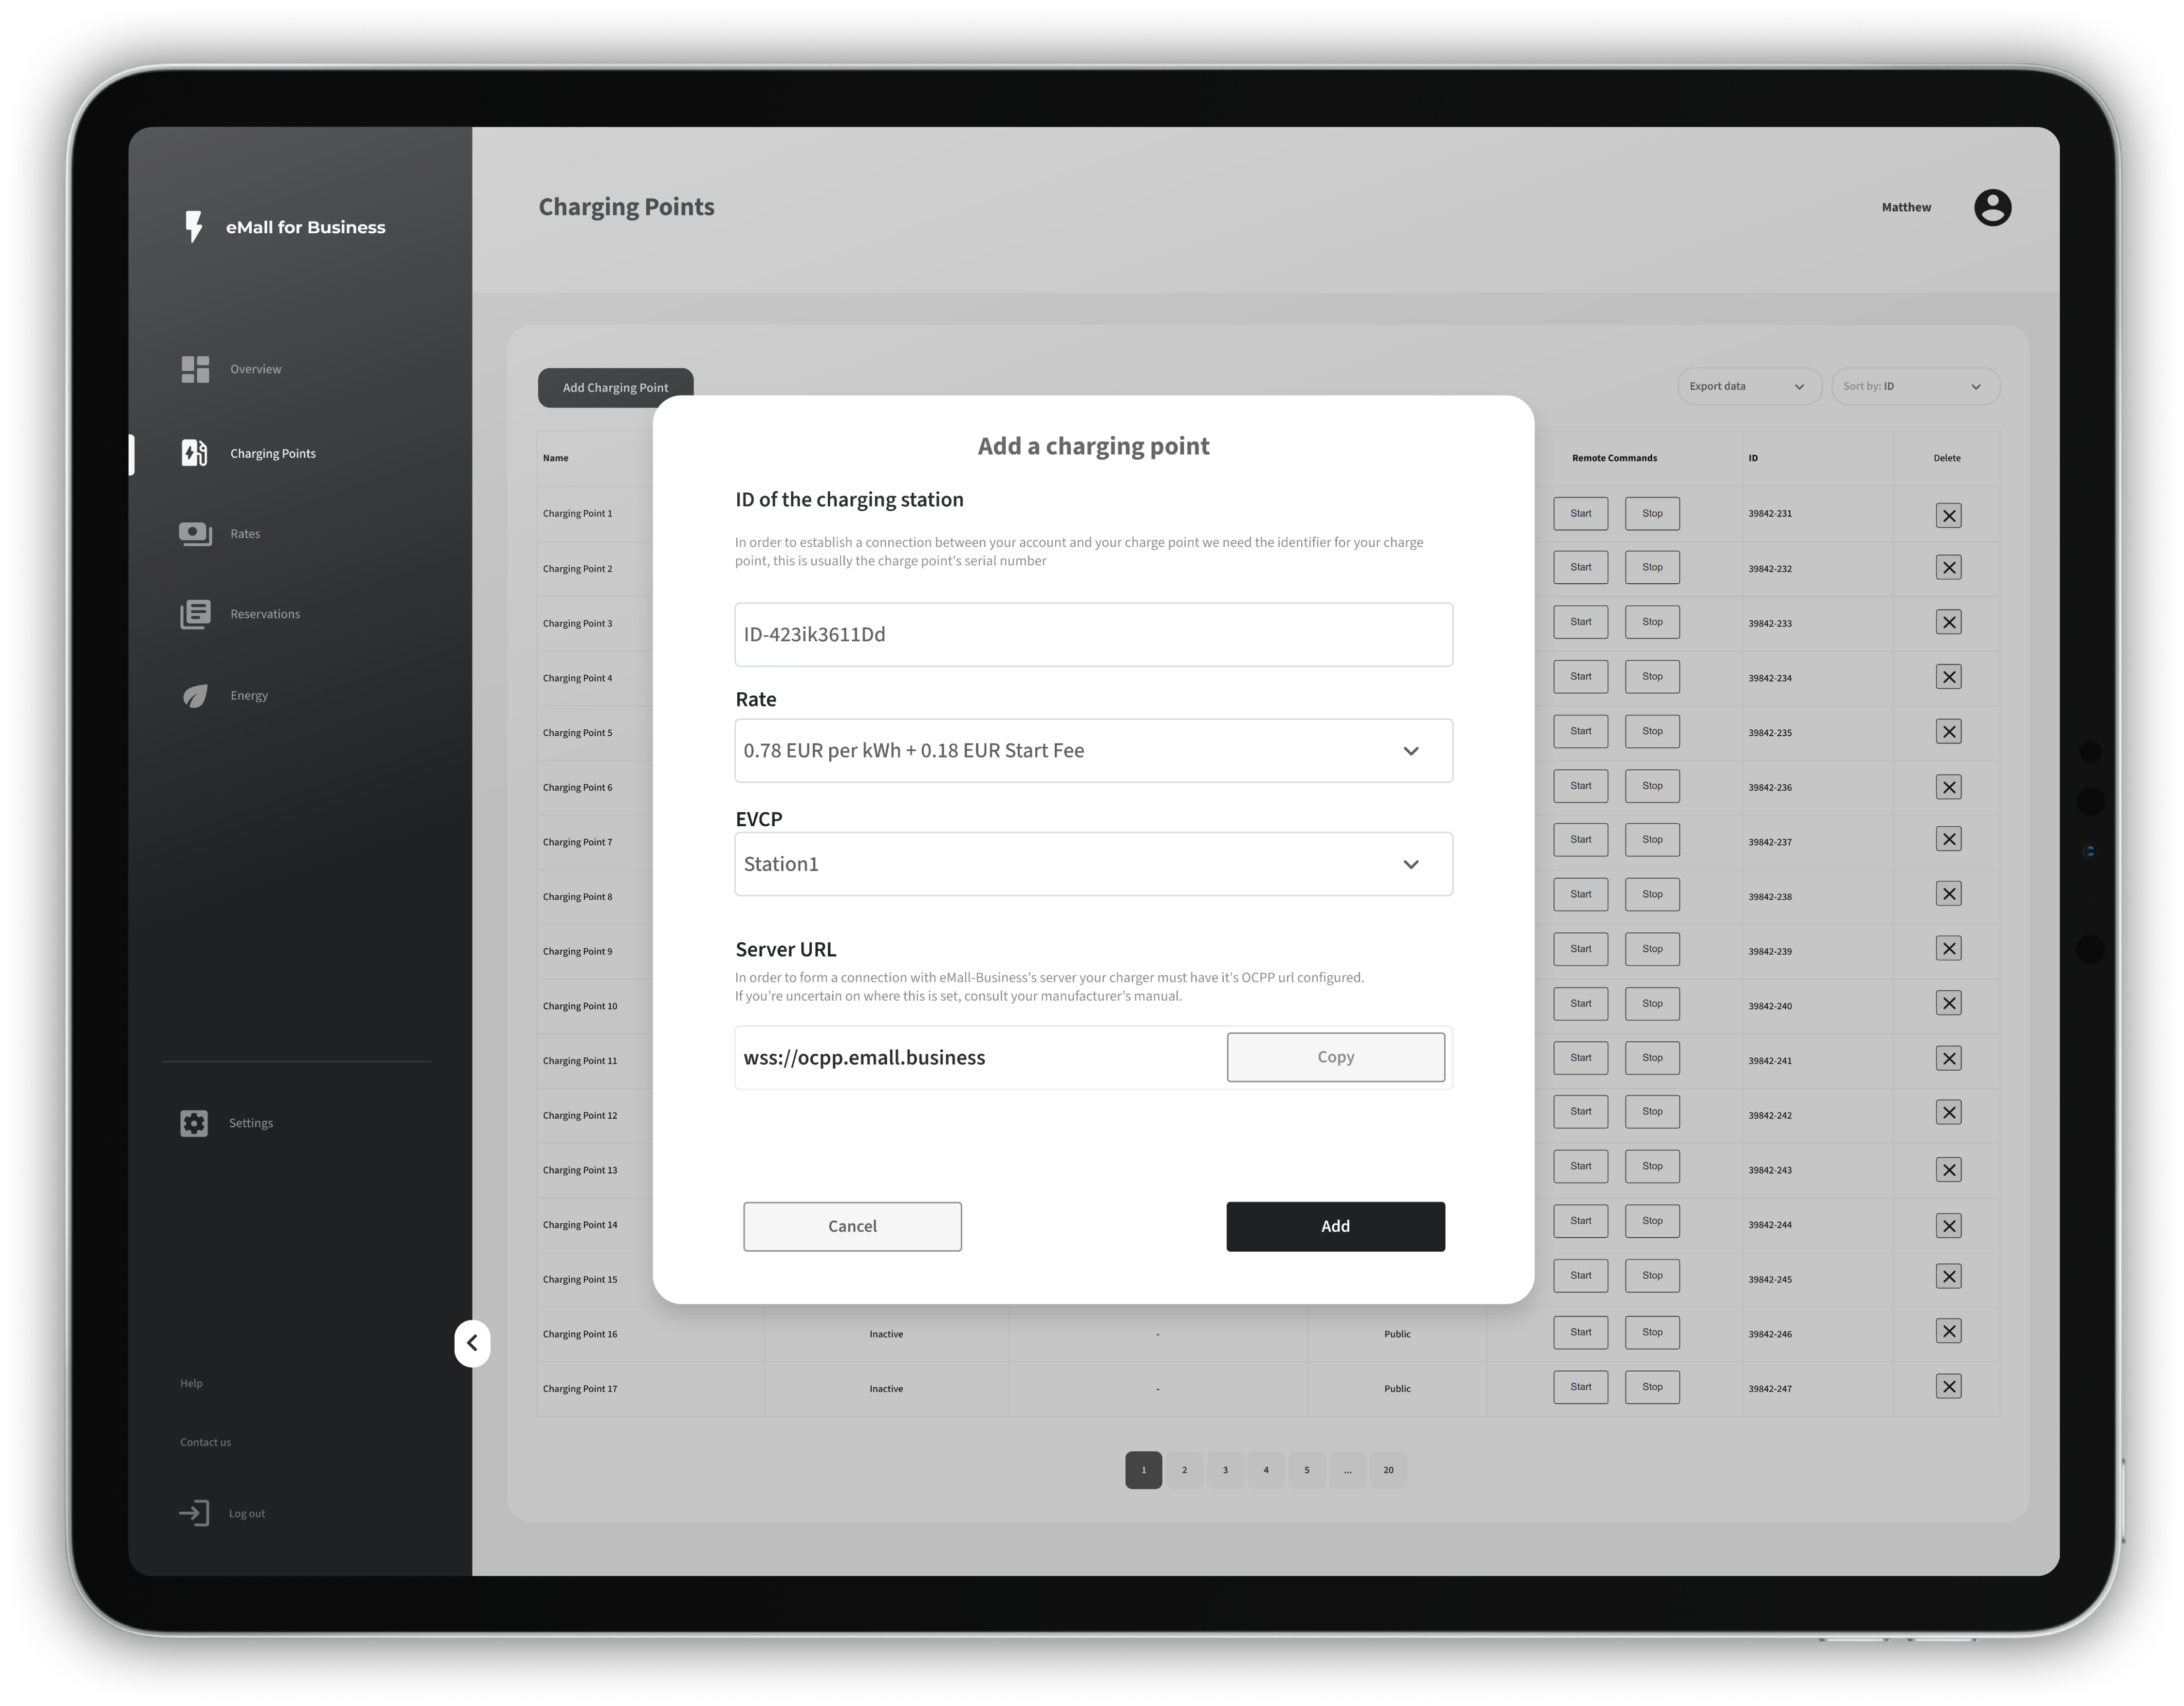 eMall for Business
Overview
Charging Points
Rates
Reservations
Energy
Settings
Help
Contact us
Log out
Charging Points
Matthew
Add Charging Point
Export data
Sort by: ID
Name Remote Commands ID Delete
Charging Point 1 Start Stop 39842-231
Charging Point 2 Start Stop 39842-232
Charging Point 3 Start Stop 39842-233
Charging Point 4 Start Stop 39842-234
Charging Point 5 Start Stop 39842-235
Charging Point 6 Start Stop 39842-236
Charging Point 7 Start Stop 39842-237
Charging Point 8 Start Stop 39842-238
Charging Point 9 Start Stop 39842-239
Charging Point 10 Start Stop 39842-240
Charging Point 11 Start Stop 39842-241
Charging Point 12 Start Stop 39842-242
Charging Point 13 Start Stop 39842-243
Charging Point 14 Start Stop 39842-244
Charging Point 15 Start Stop 39842-245
Charging Point 16 Inactive - Public Start Stop 39842-246
Charging Point 17 Inactive - Public Start Stop 39842-247
1 2 3 4 5 ... 20
Add a charging point
ID of the charging station
In order to establish a connection between your account and your charge point we need the identifier for your charge
point, this is usually the charge point's serial number
ID-423ik3611Dd
Rate
0.78 EUR per kWh + 0.18 EUR Start Fee
EVCP
Station1
Server URL
In order to form a connection with eMall-Business's server your charger must have it's OCPP url configured.
If you're uncertain on where this is set, consult your manufacturer's manual.
wss://ocpp.emall.business
Copy
Cancel
Add